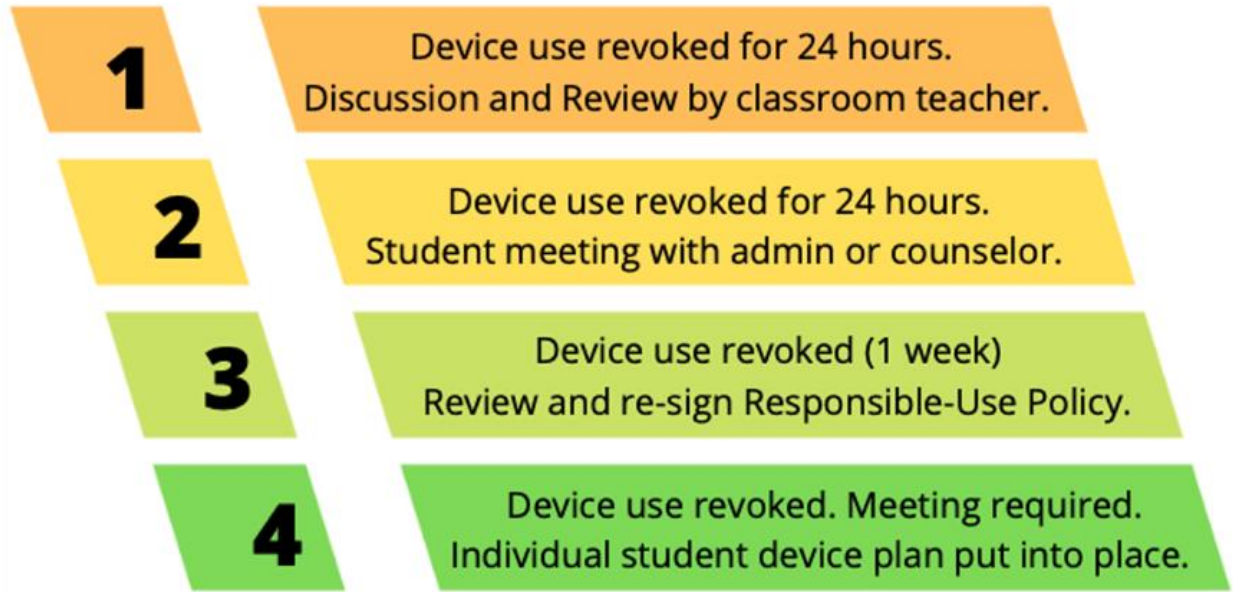 1
Device use revoked for 24 hours.
Discussion and Review by classroom teacher.
2
Device use revoked for 24 hours.
Student meeting with admin or counselor.
3
Device use revoked (1 week)
Review and re-sign Responsible-Use Policy.
4
Device use revoked. Meeting required.
Individual student device plan put into place.